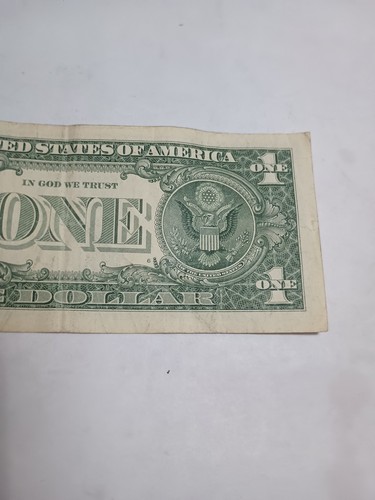 ED STATES OF AMERICA
1
ONE
IN GOD WE TRUST
ONE
1
ONE
DOLLAR